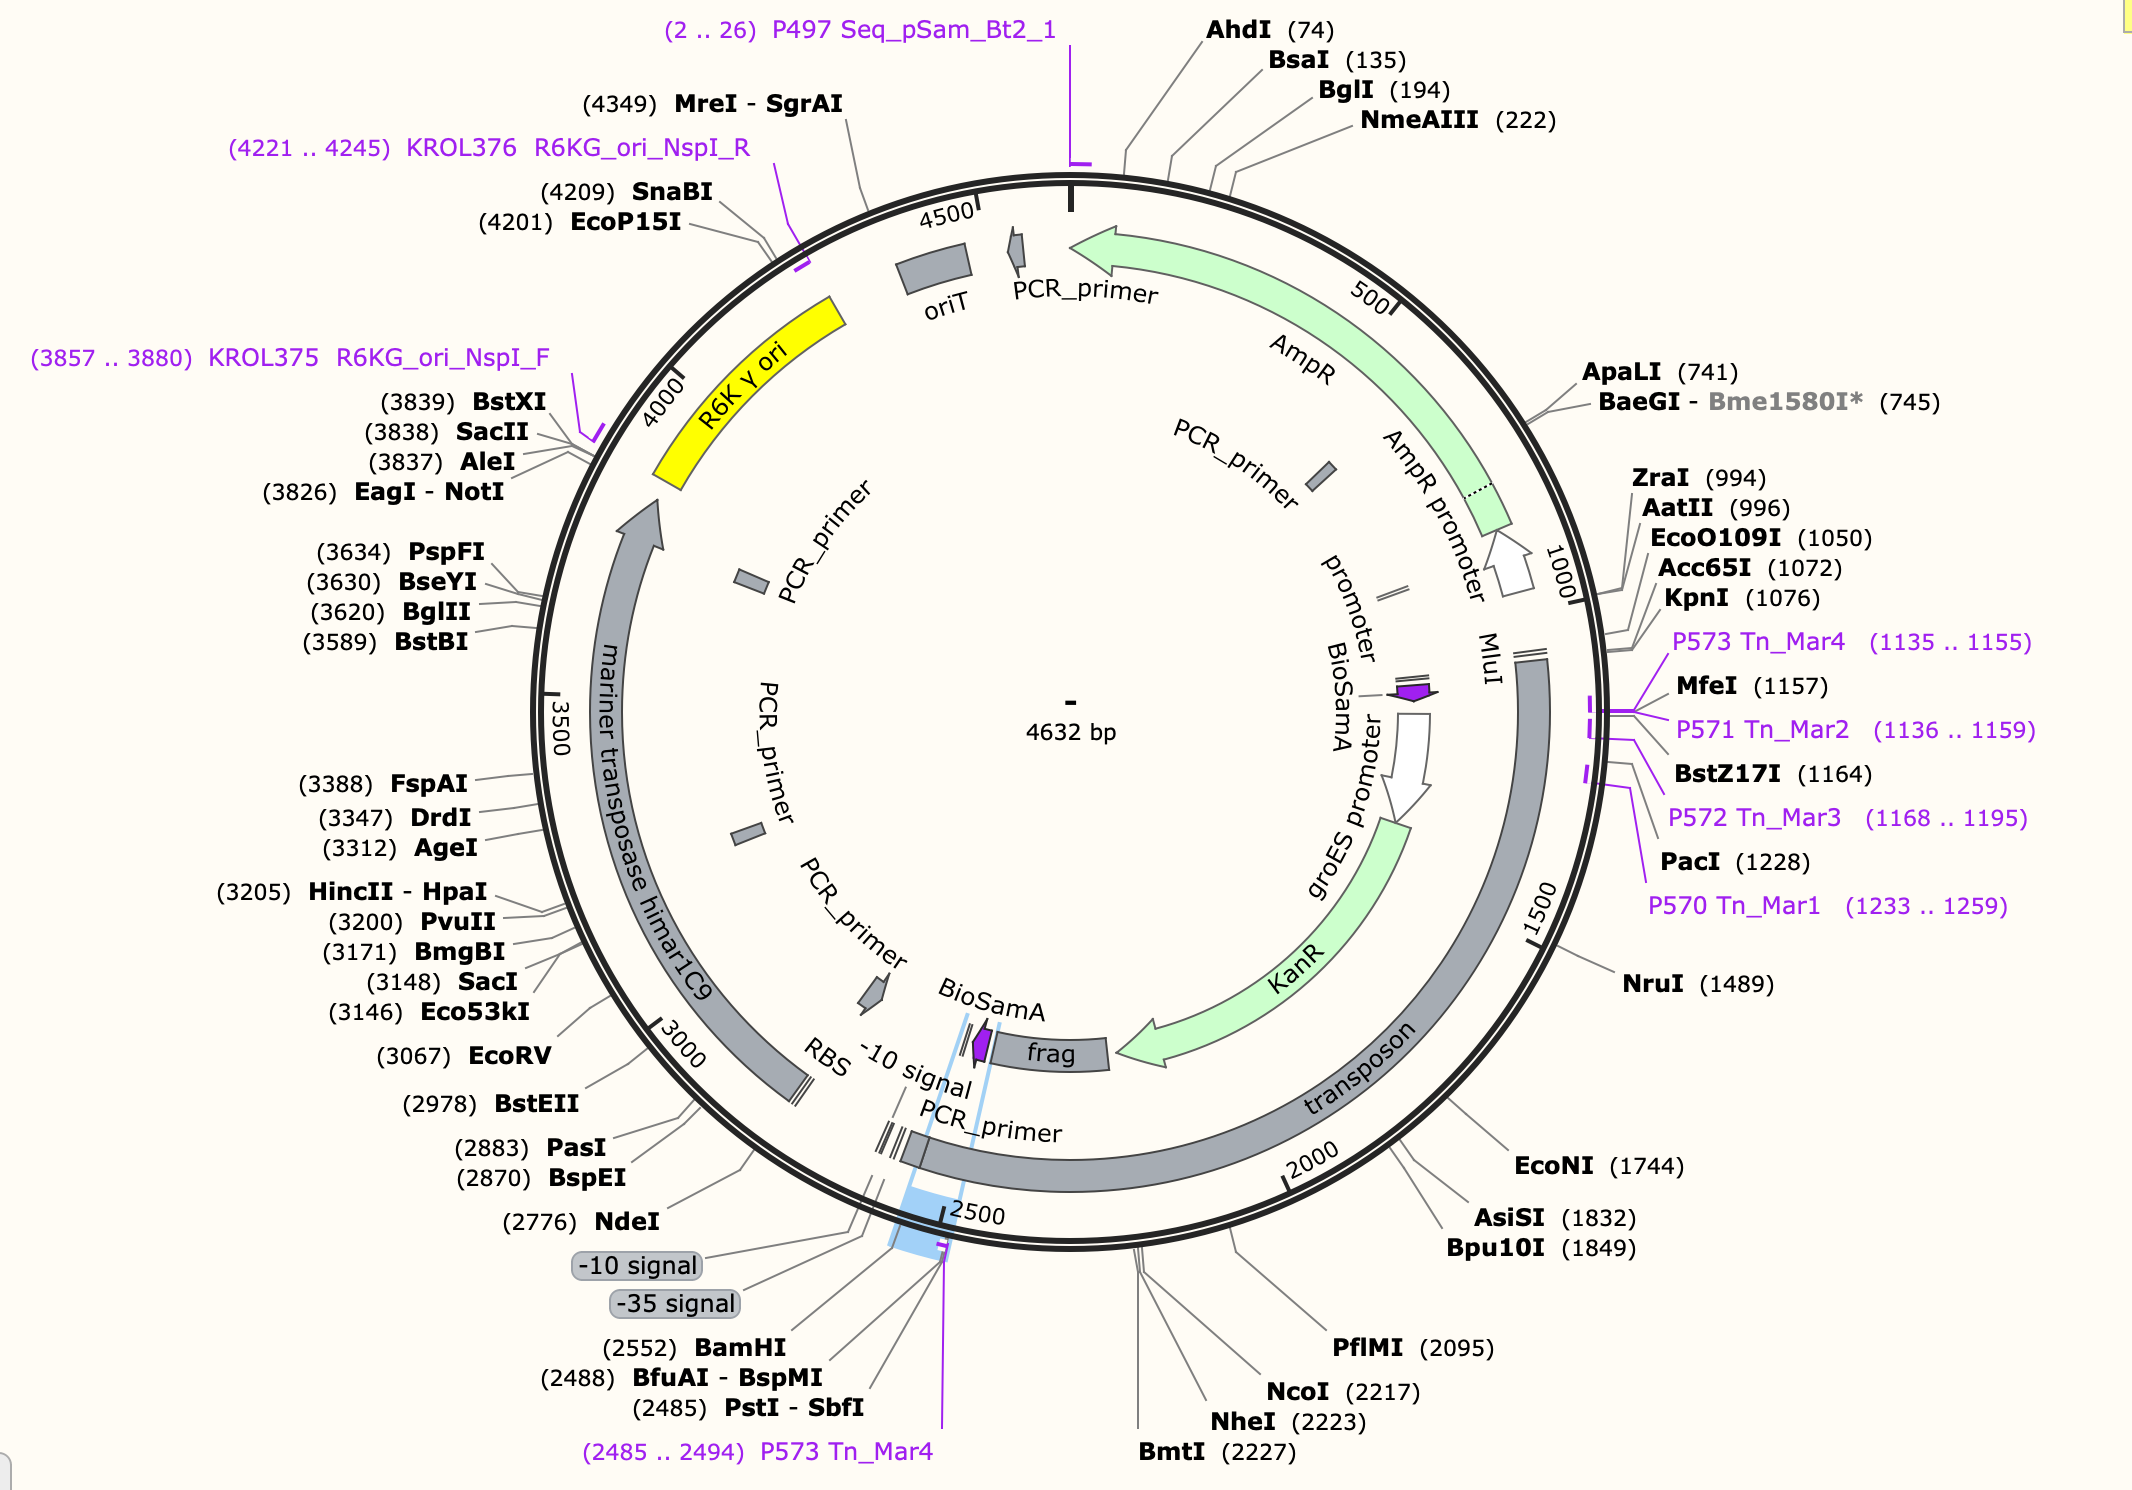 (2 .. 26) P497 Seq_pSam_Bt2_1
AhdI (74)
BsaI (135)
BglI (194)
NmeAIII (222)
(4349) MreI - SgrAI
(4221 .. 4245) KROL376 R6KG_ori_NspI_R
(4209) SnaBI
(4201) EcoP15I
4500
oriT
PCR_primer
500
AmpR
(3857 .. 3880) KROL375 R6KG_ori_NspI_F
R6K γ ori
4000
ApaLI (741)
BaeGI - Bme1580I* (745)
(3839) BstXI
(3838) SacII
(3837) AleI
(3826) EagI - NotI
PCR_primer
PCR_primer
AmpR promoter
ZraI (994)
AatII (996)
EcoO109I (1050)
Acc65I (1072)
KpnI (1076)
1000
(3634) PspFI
(3630) BseYI
(3620) BglII
(3589) BstBI
promoter
MluI
BioSamA
P573 Tn_Mar4 (1135 .. 1155)
MfeI (1157)
P571 Tn_Mar2 (1136 .. 1159)
BstZ17I (1164)
P572 Tn_Mar3 (1168 .. 1195)
PacI (1228)
P570 Tn_Mar1 (1233 .. 1259)
-
4632 bp
3500
mariner transposase himar1C9
PCR_primer
groES promoter
(3388) FspAI
(3347) DrdI
(3312) AgeI
(3205) HincII - HpaI
(3200) PvuII
(3171) BmgBI
(3148) SacI
(3146) Eco53kI
(3067) EcoRV
1500
NruI (1489)
KanR
PCR_primer
BioSamA
frag
3000
RBS
-10 signal
PCR_primer
transposon
(2978) BstEII
(2883) PasI
(2870) BspEI
(2776) NdeI
2500
2000
EcoNI (1744)
AsiSI (1832)
Bpu10I (1849)
-10 signal
-35 signal
(2552) BamHI
(2488) BfuAI - BspMI
(2485) PstI - SbfI
(2485 .. 2494) P573 Tn_Mar4
PflMI (2095)
NcoI (2217)
NheI (2223)
BmtI (2227)